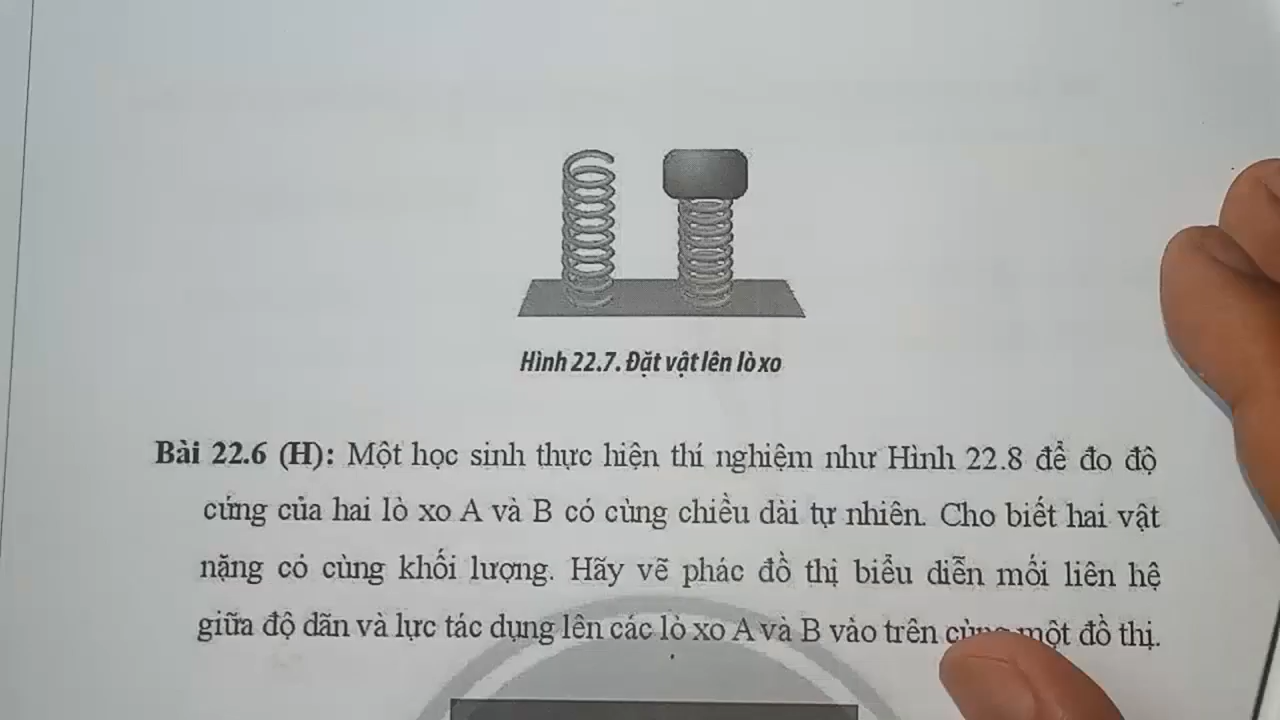 Hình 22.7. Đặt vật lên lò xo
Bài 22.6 (H): Một học sinh thực hiện thí nghiệm như Hình 22.8 để đo độ
cứng của hai lò xo A và B có cùng chiều dài tự nhiên. Cho biết hai vật
nặng có cùng khối lượng. Hãy vẽ phác đồ thị biểu diễn mối liên hệ
giữa độ dãn và lực tác dụng lên các lò xo A và B vào trên cùng một đồ thị.